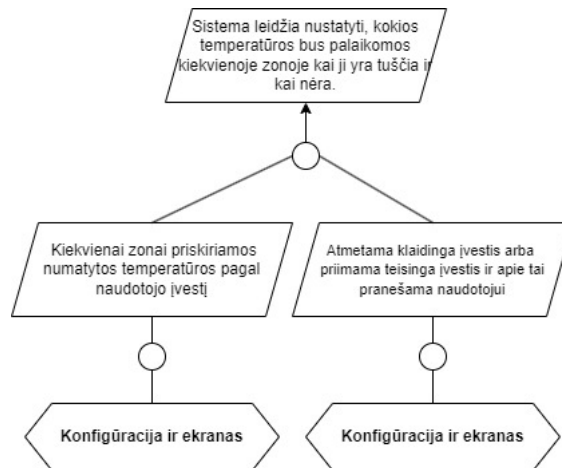 Sistema leidžia nustatyti, kokios
temperatūros bus palaikomos
kiekvienoje zonoje kai ji yra tuščia ir
kai nėra.
Kiekvienai zonai priskiriamos
numatytos temperatūros pagal
naudotojo įvestį
Atmetama klaidinga įvestis arba
priimama teisinga įvestis ir apie tai
pranešama naudotojui
Konfigūracija ir ekranas
Konfigūracija ir ekranas